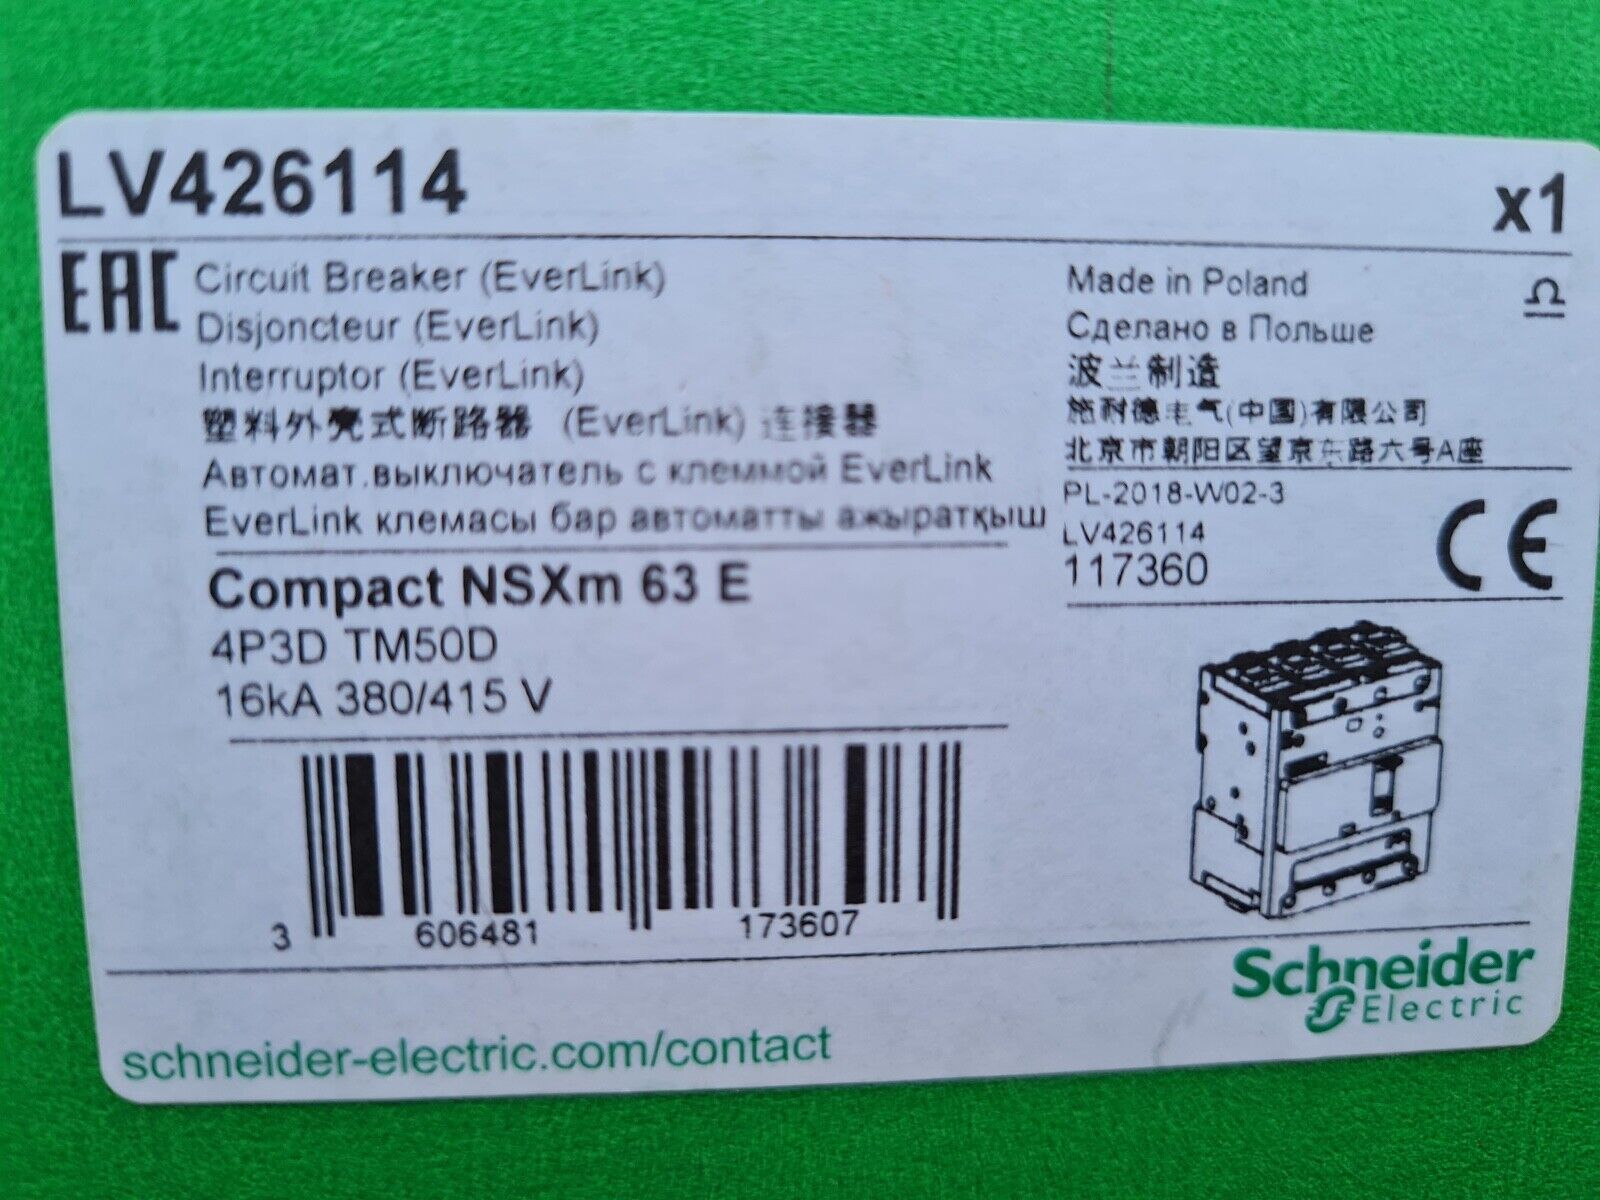 LV426114
x1
EAC
Circuit Breaker (EverLink)
Disjoncteur (EverLink)
Interruptor (EverLink)
塑料外壳式断路器 (EverLink) 连接器
Автомат.выключатель с клеммой EverLink
EverLink клемасы бар автоматты ажыратқыш
Made in Poland
Сделано в Польше
波兰制造
施耐德电气(中国)有限公司
北京市朝阳区望京东路六号A座
PL-2018-W02-3
LV426114
117360
CE
Compact NSXm 63 E
4P3D TM50D
16kA 380/415 V
3 606481 173607
Schneider
Electric
schneider-electric.com/contact